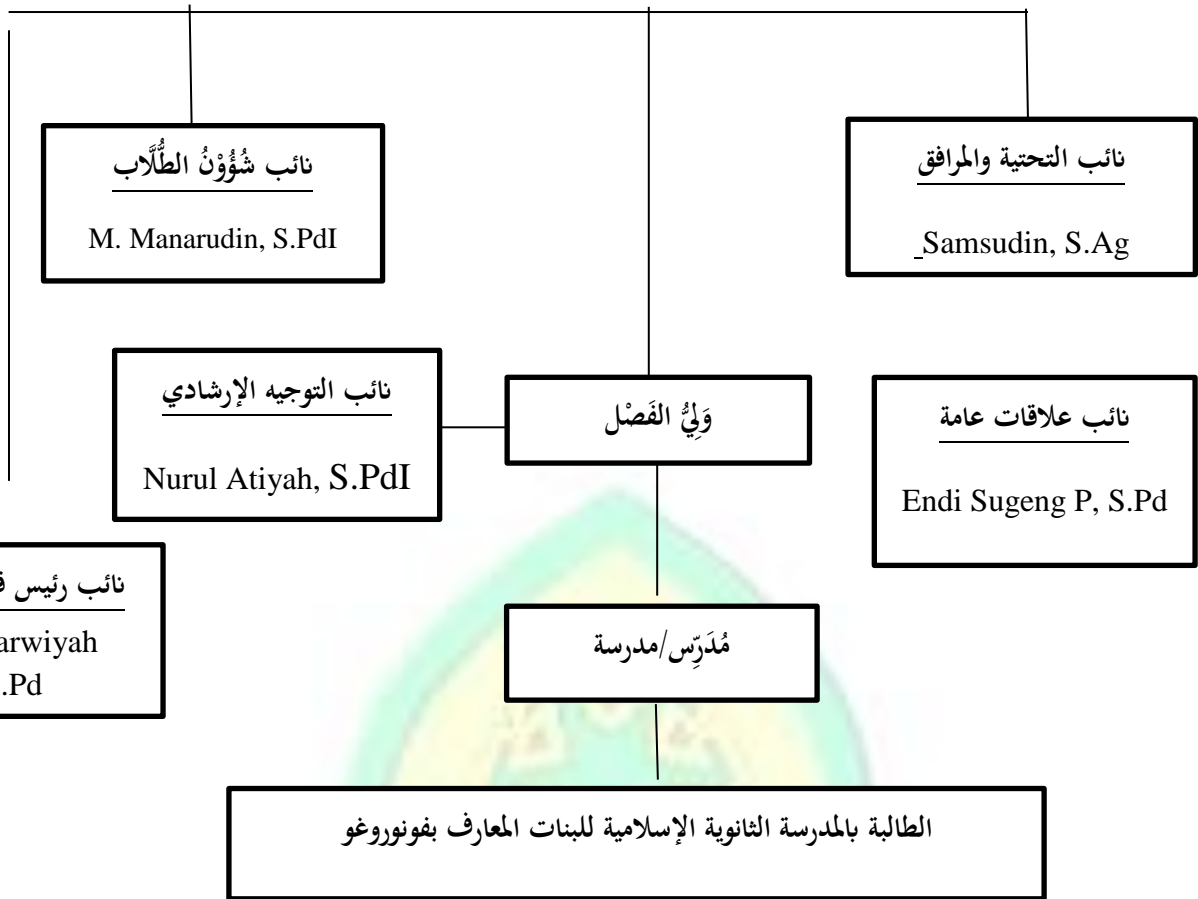 نائب شُؤُوْنُ الطُّلَّاب
M. Manarudin, S.PdI
نائب التحتية والمرافق
Samsudin, S.Ag
نائب التوجيه الإرشادي
Nurul Atiyah, S.PdI
وَلِيُّ الفَصْل
نائب علاقات عامة
Endi Sugeng P, S.Pd
نائب رئيس
مُدَرِّس/مدرسة
الطالبة بالمدرسة الثانوية الإسلامية للبنات المعارف بفونوروغو